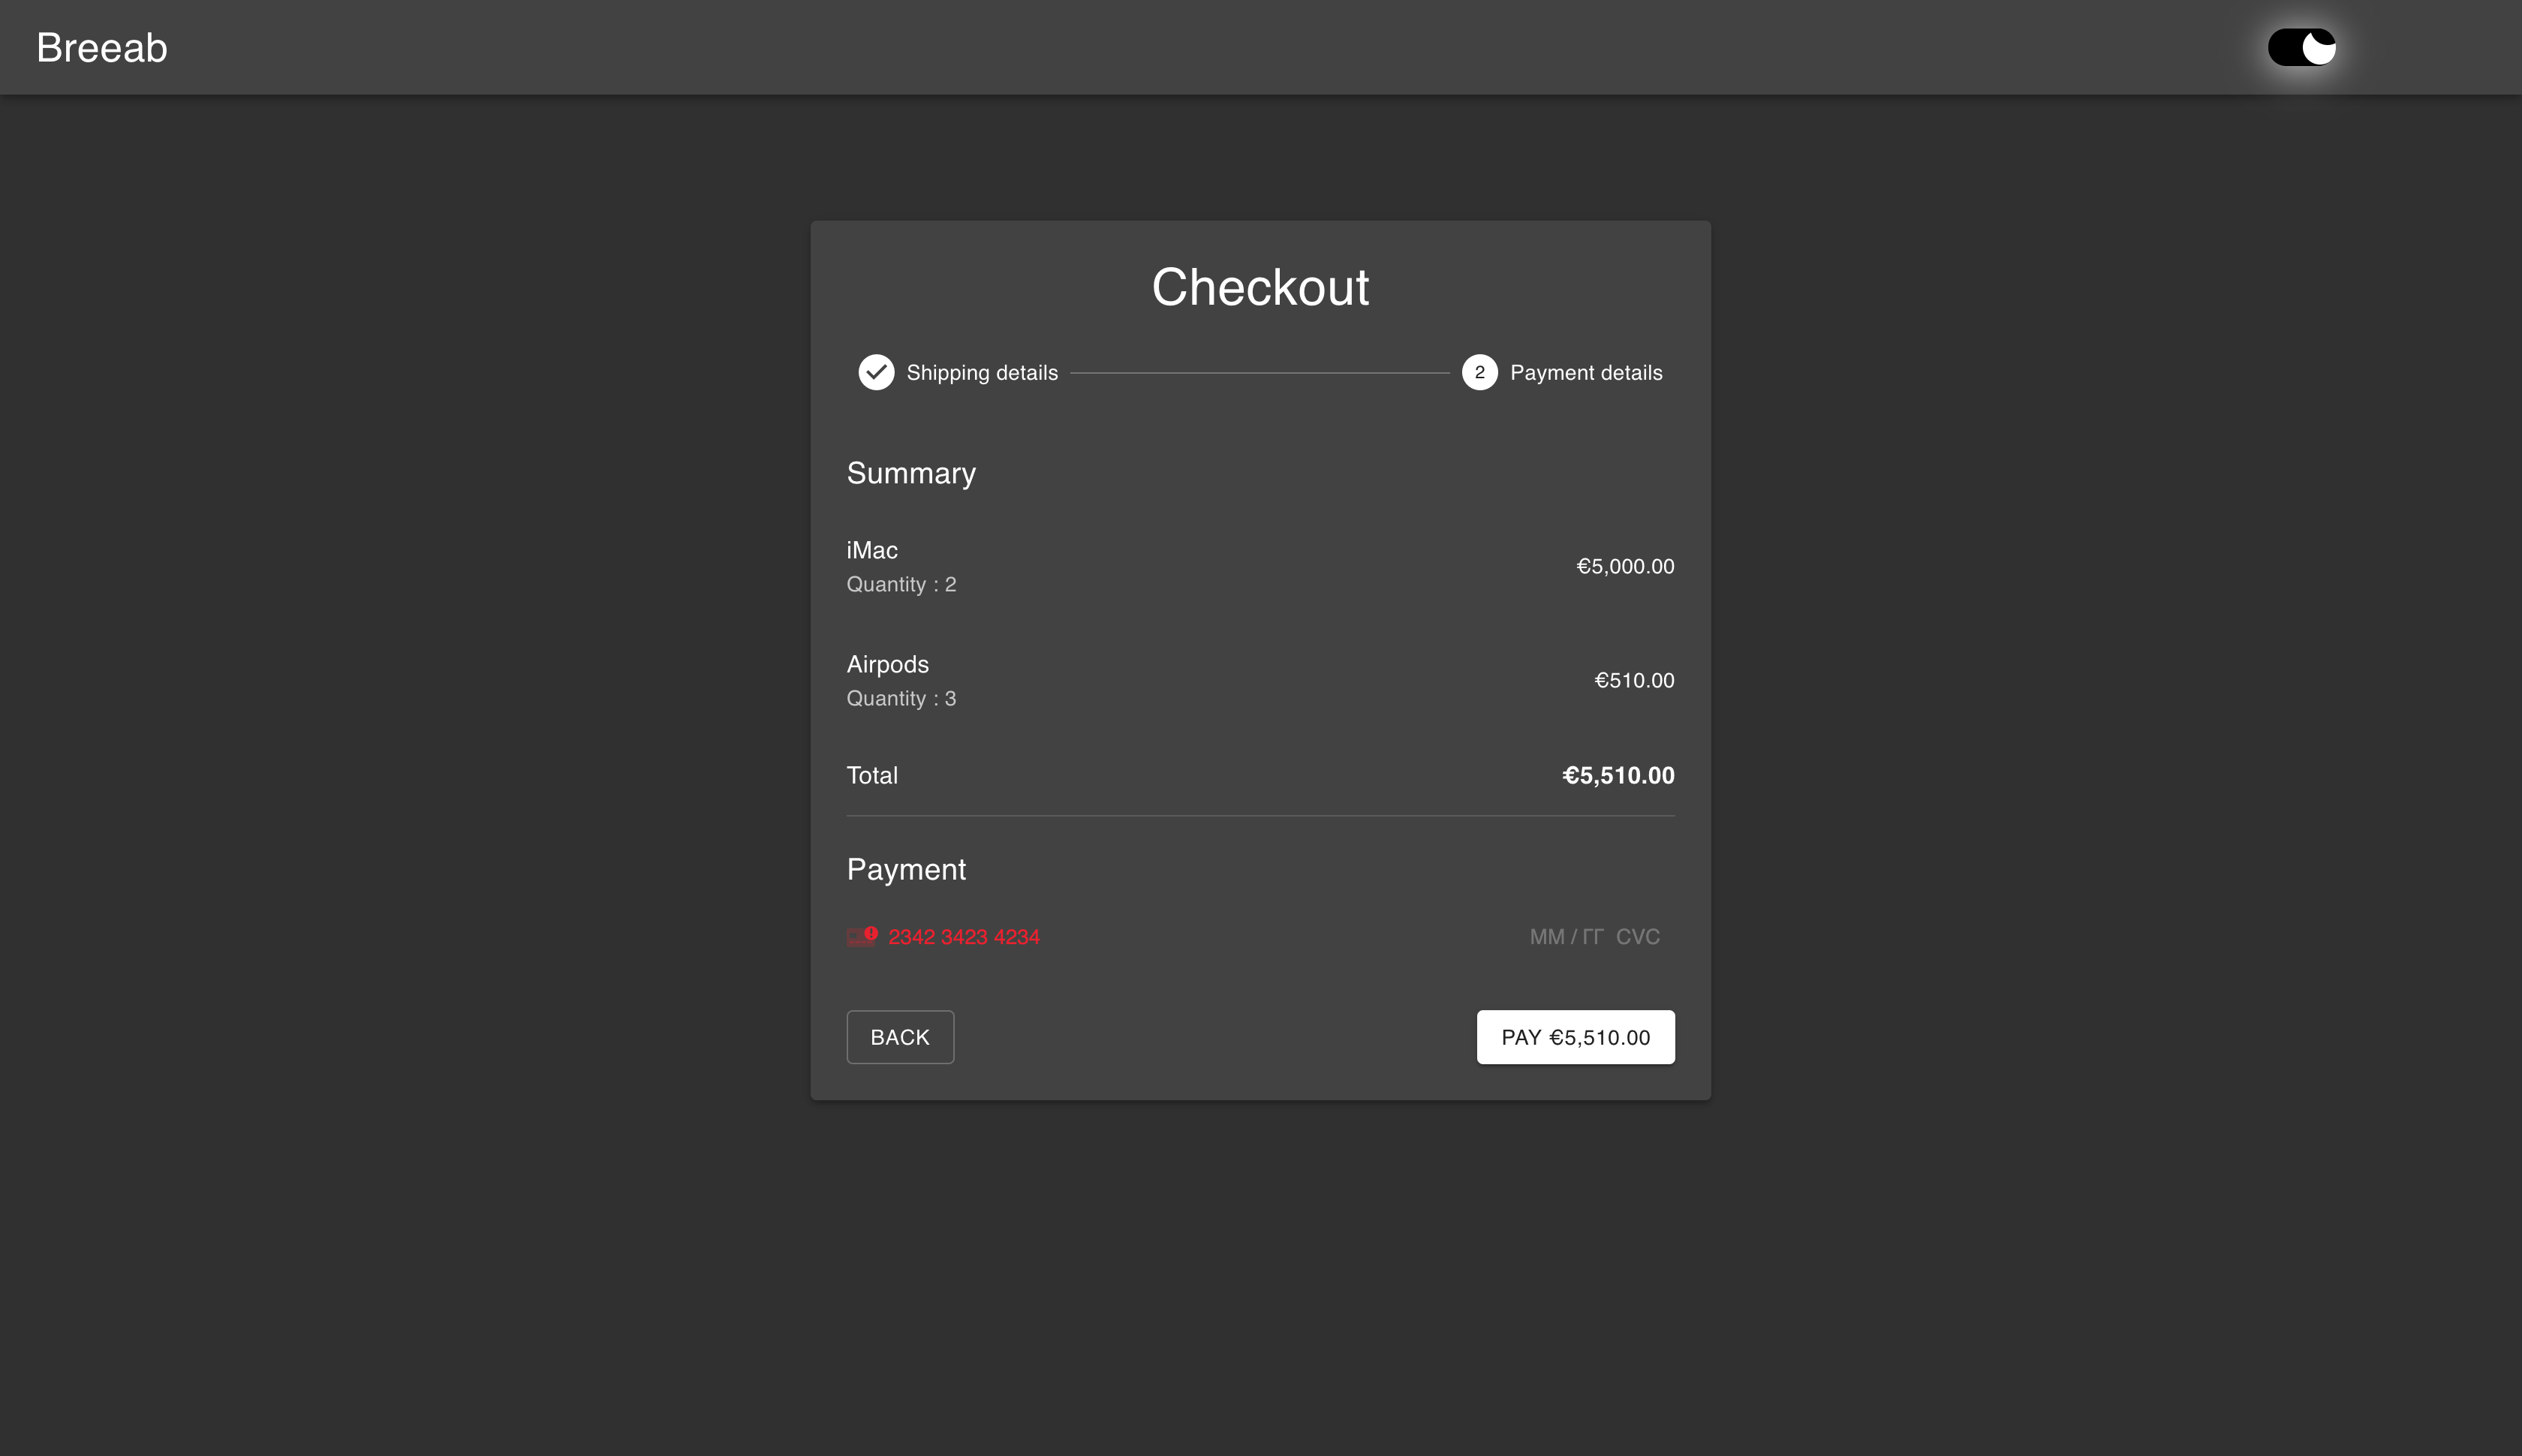 Breeab
Checkout
Shipping details
2 Payment details
Summary
iMac
Quantity : 2
€5,000.00
Airpods
Quantity : 3
€510.00
Total €5,510.00
Payment
2342 3423 4234 MM / ΓΓ CVC
BACK PAY €5,510.00